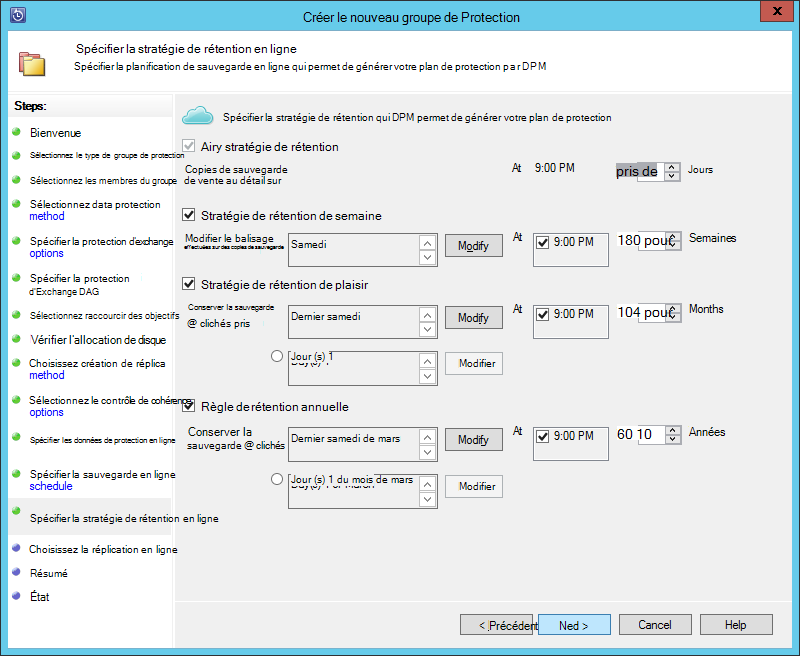 Créer le nouveau groupe de Protection
x
Spécifier la stratégie de rétention en ligne
Spécifier la planification de sauvegarde en ligne qui permet de générer votre plan de protection par DPM
Steps:
Bienvenue
Sélectionnez le type de groupe de protection
Sélectionnez les membres du groupe
Sélectionnez data protection
method
Spécifier la protection d'exchange
options
Spécifier la protection
d'Exchange DAG
Sélectionnez raccourcir des objectifs
Vérifier l'allocation de disque
Choisissez création de réplica
method
Sélectionnez le contrôle de cohérence
options
Spécifier les données de protection en ligne
Spécifier la sauvegarde en ligne
schedule
Spécifier la stratégie de rétention en ligne
Choisissez la réplication en ligne
Résumé
État
Spécifier la stratégie de rétention qui DPM permet de générer votre plan de protection
Airy stratégie de rétention
Copies de sauvegarde
de vente au détail sur
At 9:00 PM pris de Jours
Stratégie de rétention de semaine
Modifier le balisage
effectuées sur des copies de sauvegarde
Samedi Modify At 9:00 PM 180 pouc Semaines
Stratégie de rétention de plaisir
Conserver la sauvegarde
@ clichés pris
Dernier samedi Modify At 9:00 PM 104 pouc Months
Jour (s) 1 Modifier
Règle de rétention annuelle
Conserver la
sauvegarde @ clichés
Dernier samedi de mars Modify At 9:00 PM 60 10 Années
Jour (s) 1 du mois de mars Modifier
< Précédent Ned > Cancel Help